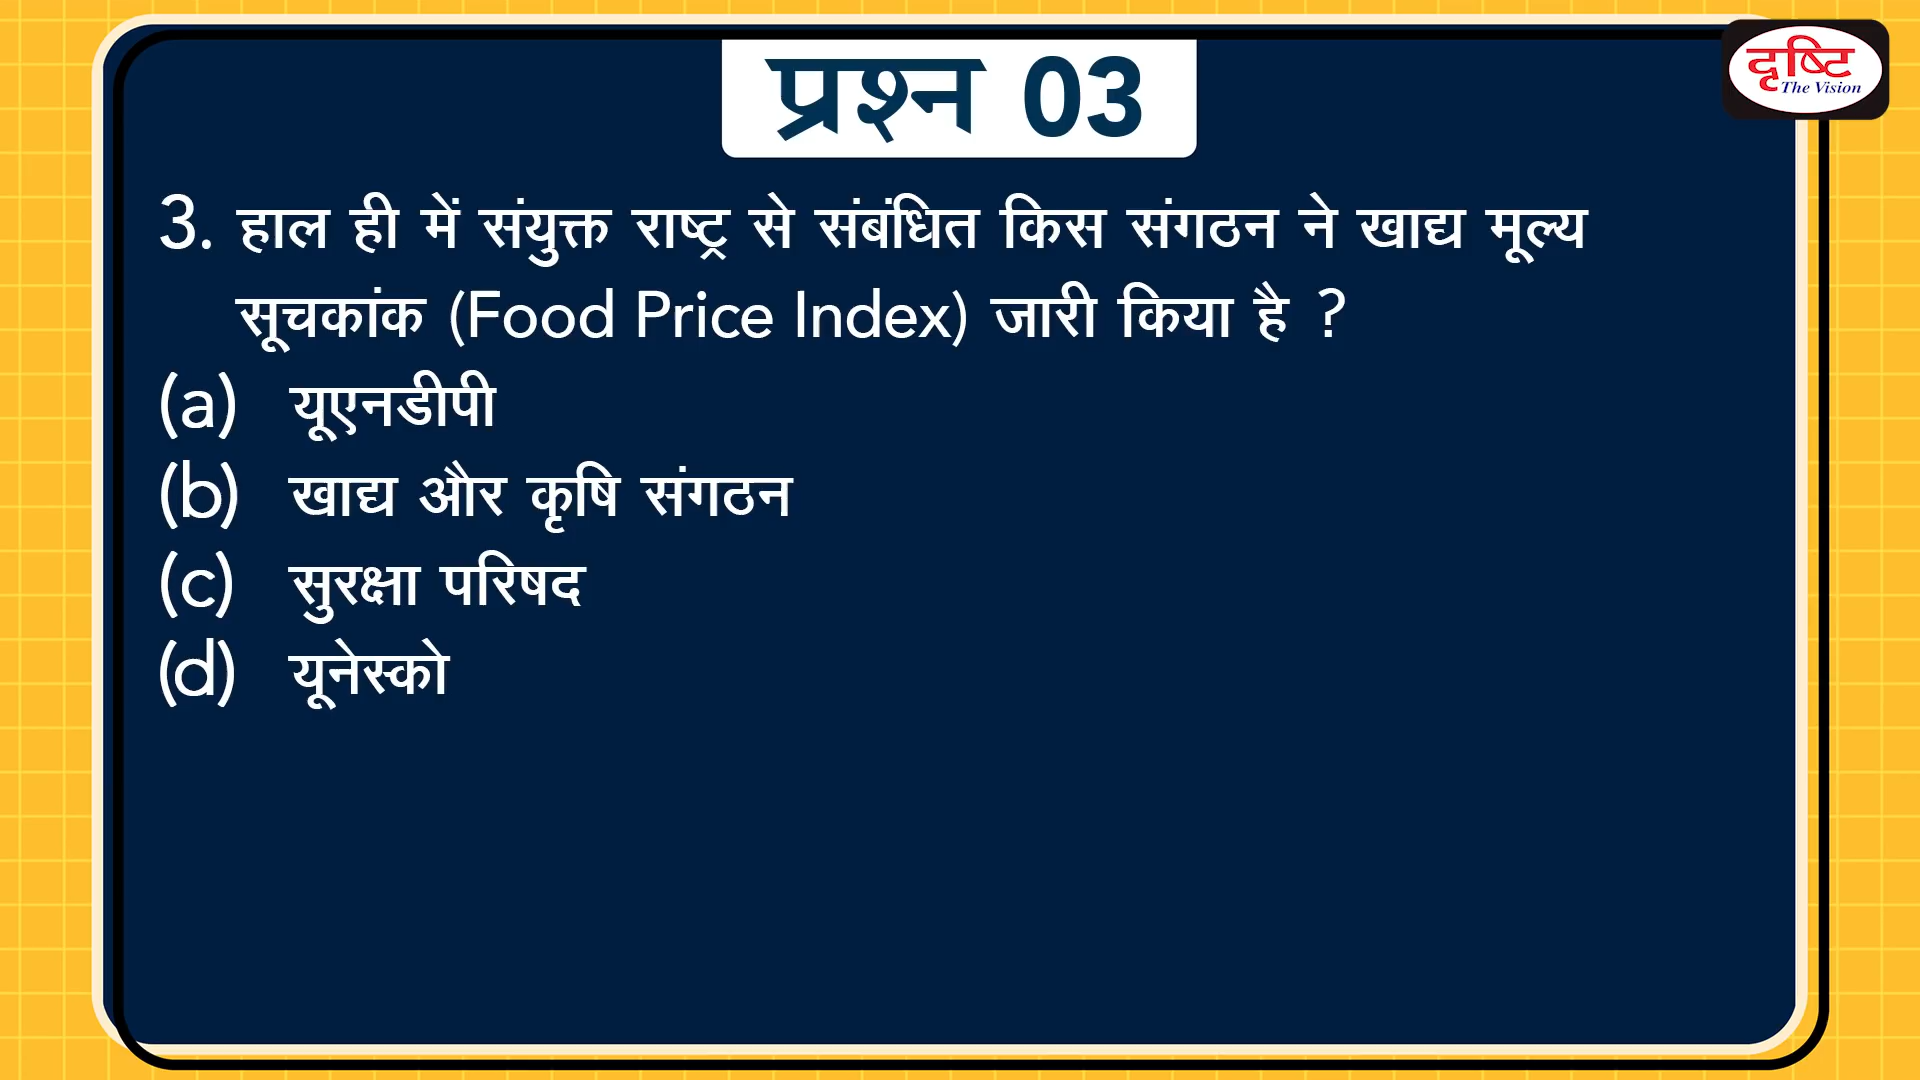 दृष्टि
The Vision
प्रश्न 03
3. हाल ही में संयुक्त राष्ट्र से संबंधित किस संगठन ने खाद्य मूल्य
सूचकांक (Food Price Index) जारी किया है ?
(a) यूएनडीपी
(b) खाद्य और कृषि संगठन
(c) सुरक्षा परिषद
(d) यूनेस्को